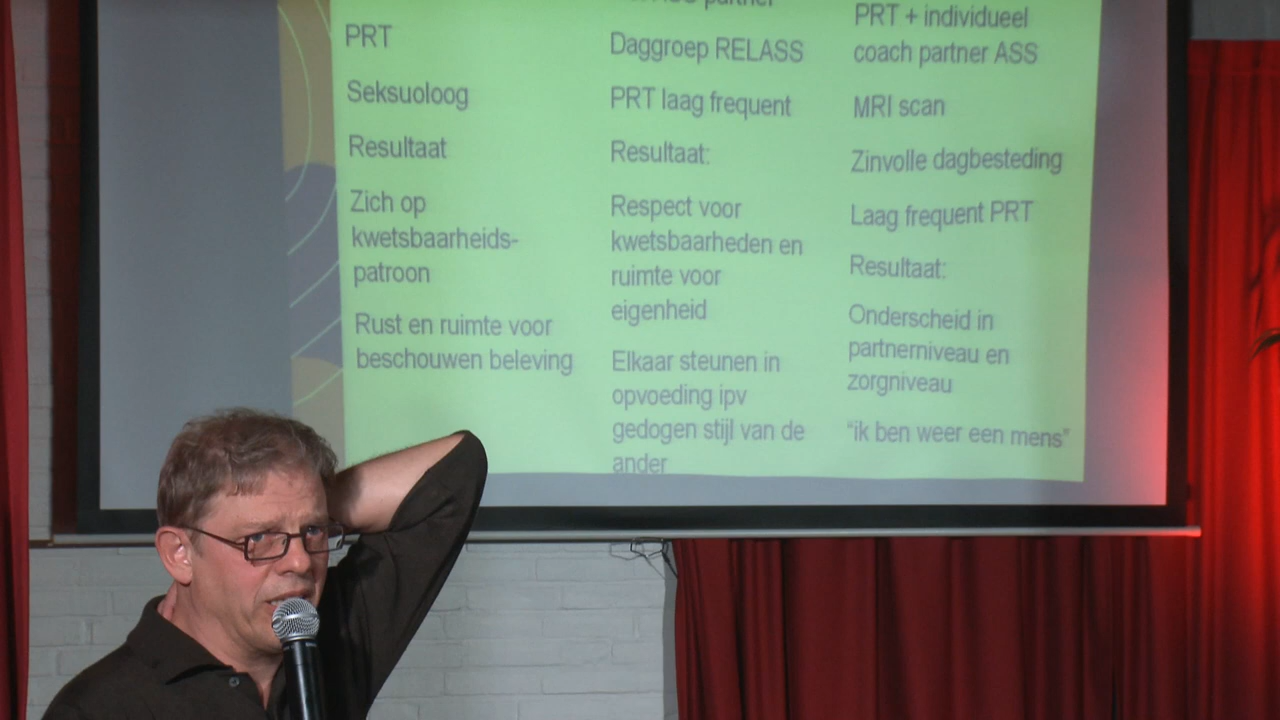 PRT
Seksuoloog
Resultaat
Zich op
kwetsbaarheids-
patroon
Rust en ruimte voor
beschouwen beleving
partner
Daggroep RELASS
PRT laag frequent
Resultaat:
Respect voor
kwetsbaarheden en
ruimte voor
eigenheid
Elkaar steunen in
opvoeding ipv
gedogen stijl van de
ander
PRT + individueel
coach partner ASS
MRI scan
Zinvolle dagbesteding
Laag frequent PRT
Resultaat:
Onderscheid in
partnerniveau en
zorgniveau
“ik ben weer een mens”